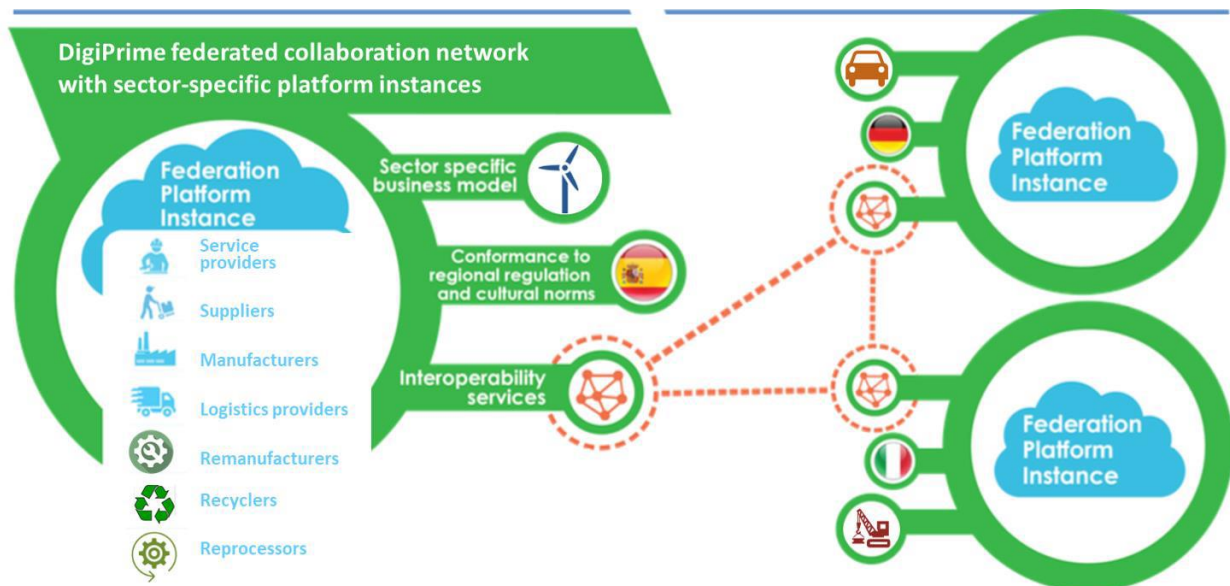 DigiPrime federated collaboration network
with sector-specific platform instances
Federation
Platform
Instance
Service
providers
Suppliers
Manufacturers
Logistics providers
Remanufacturers
Recyclers
Reprocessors
Sector specific
business model
Conformance to
regional regulation
and cultural norms
Interoperability
services
Federation
Platform
Instance
Federation
Platform
Instance